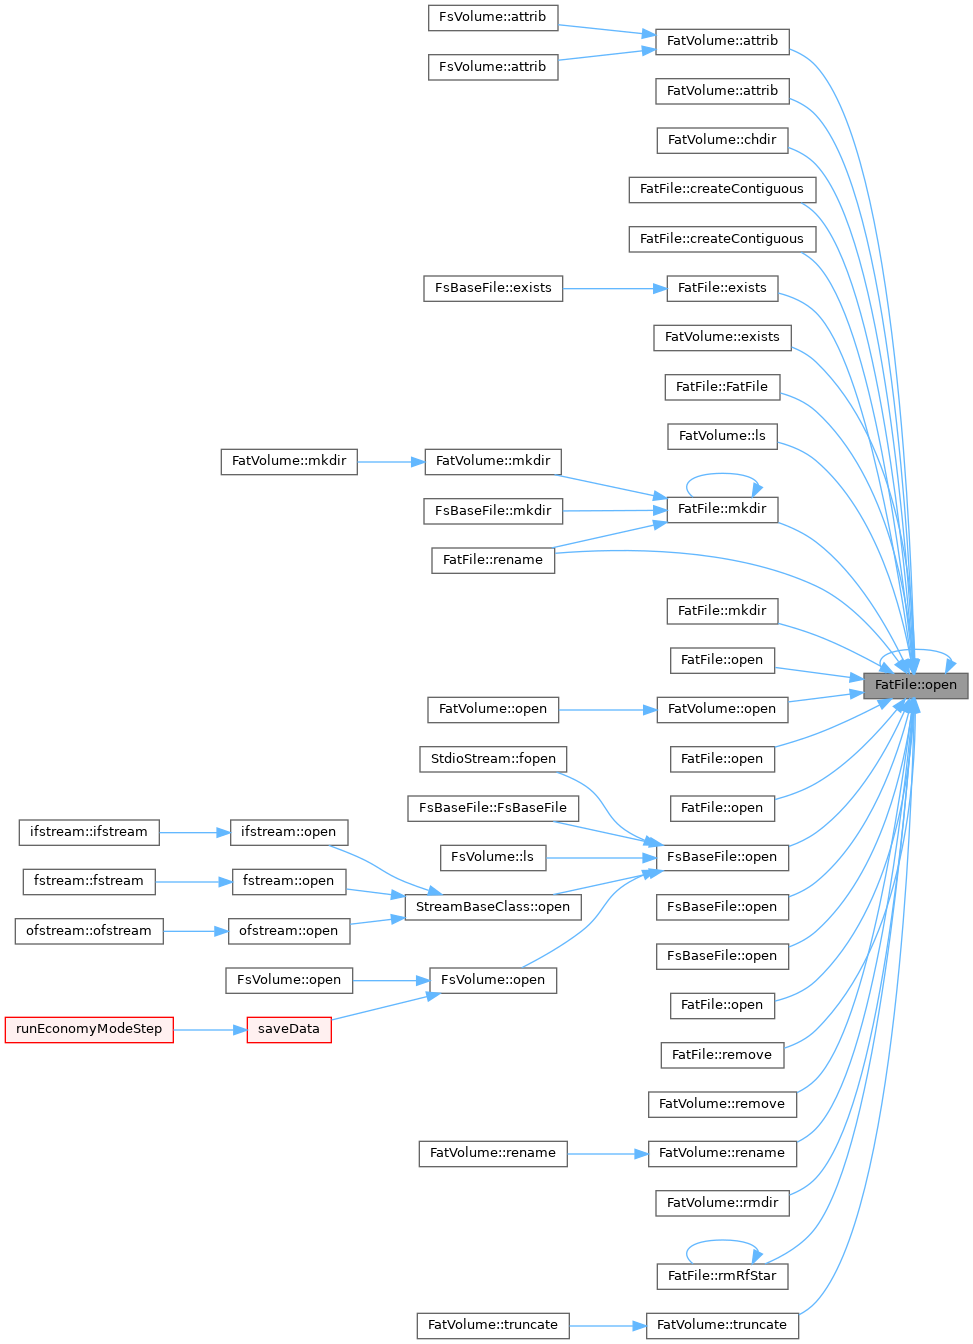 FsVolume::attrib
FatVolume::attrib
FsVolume::attrib
FatVolume::attrib
FatVolume::chdir
FatFile::createContiguous
FatFile::createContiguous
FsBaseFile::exists
FatFile::exists
FatVolume::exists
FatFile::FatFile
FatVolume::ls
FatVolume::mkdir
FatVolume::mkdir
FsBaseFile::mkdir
FatFile::mkdir
FatFile::rename
FatFile::mkdir
FatFile::open
FatFile::open
FatVolume::open
FatVolume::open
StdioStream::fopen
FatFile::open
FsBaseFile::FsBaseFile
FatFile::open
ifstream::ifstream
ifstream::open
FsVolume::ls
FsBaseFile::open
fstream::fstream
fstream::open
StreamBaseClass::open
FsBaseFile::open
ofstream::ofstream
ofstream::open
FsBaseFile::open
FsVolume::open
FsVolume::open
FatFile::open
runEconomyModeStep
saveData
FatFile::remove
FatVolume::remove
FatVolume::rename
FatVolume::rename
FatVolume::rmdir
FatFile::rmRfStar
FatVolume::truncate
FatVolume::truncate